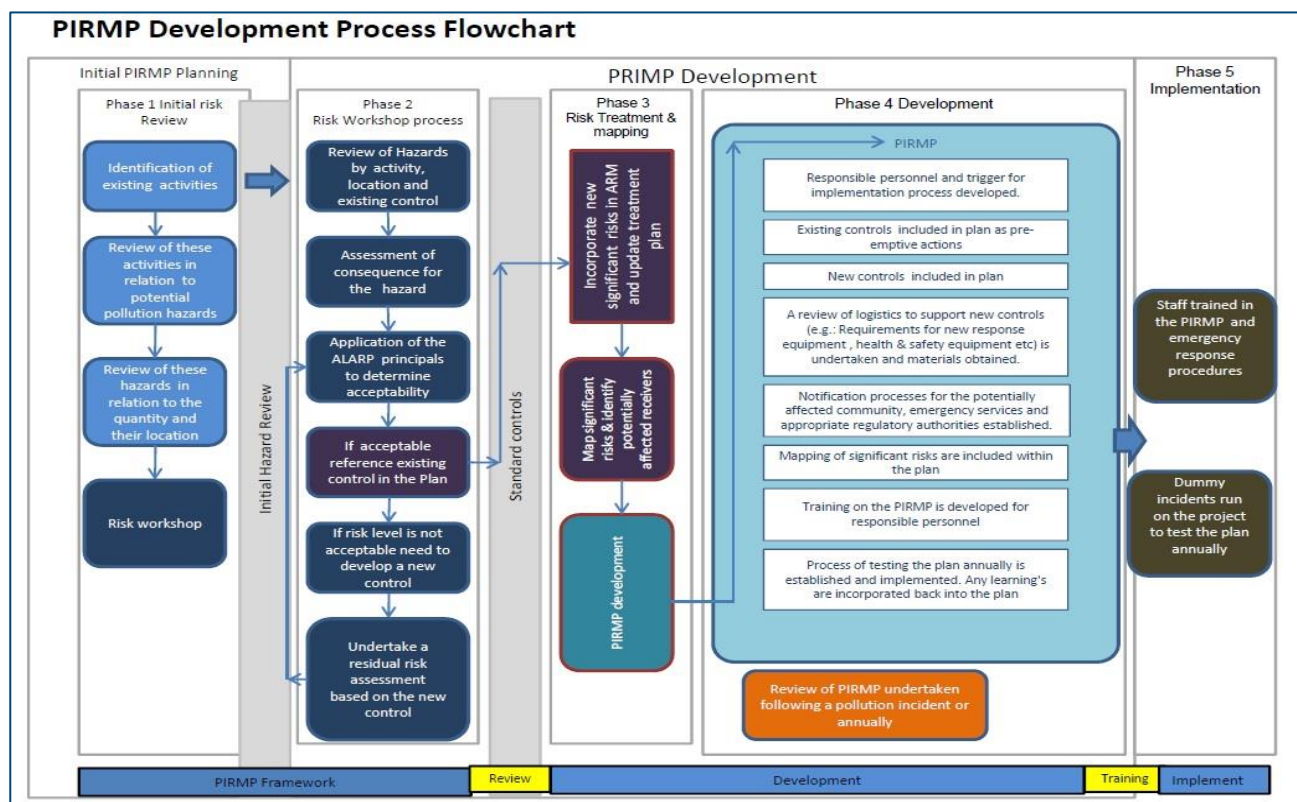 PIRMP Development Process Flowchart
Initial PIRMP Planning
PRIMP Development
Phase 5
Implementation
Phase 1 Initial risk
Review
Identification of
existing activities
Review of these
activities in
relation to
potential
pollution hazards
Review of these
hazards in
relation to the
quantity and
their location
Risk workshop
Initial Hazard Review
Phase 2
Risk Workshop process
Review of Hazards
by activity,
location and
existing control
Assessment of
consequence for
the hazard
Application of the
ALARP principals
to determine
acceptability
If acceptable
reference existing
control in the Plan
If risk level is not
acceptable need to
develop a new
control
Undertake a
residual risk
assessment
based on the new
control
Standard controls
Phase 3
Risk Treatment &
mapping
Incorporate new
significant risks in ARM
and update treatment
plan
Map significant
risks & Identify
potentially
affected receivers
PIRMP development
Phase 4 Development
PIRMP
Responsible personnel and trigger for
implementation process developed.
Existing controls included in plan as pre-
emptive actions
New controls included in plan
A review of logistics to support new controls
(e.g.: Requirements for new response
equipment , health & safety equipment etc) is
undertaken and materials obtained.
Notification processes for the potentially
affected community, emergency services and
appropriate regulatory authorities established.
Mapping of significant risks are included within
the plan
Training on the PIRMP is developed for
responsible personnel
Process of testing the plan annually is
established and implemented. Any learning's
are incorporated back into the plan
Review of PIRMP undertaken
following a pollution incident or
annually
Staff trained in
the PIRMP and
emergency
response
procedures
Dummy
incidents run
on the project
to test the plan
annually
PIRMP Framework
Review
Development
Training
Implement